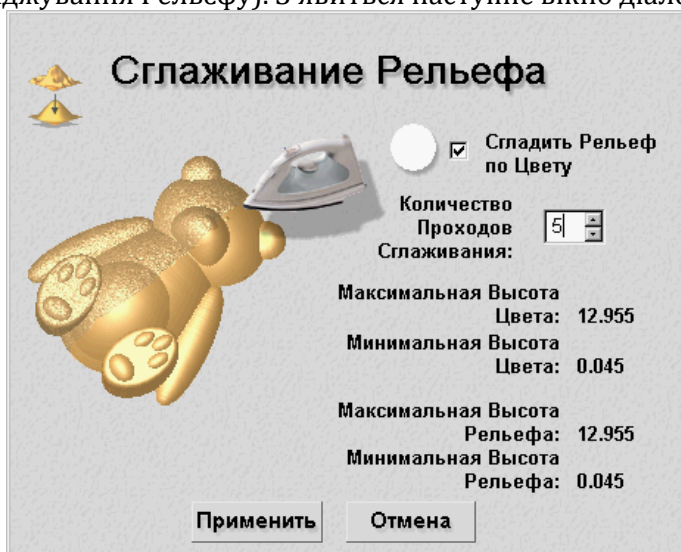 Сглаживание Рельефа
Сгладить Рельеф
по Цвету
Количество
Проходов
Сглаживания:
5
Максимальная Высота
Цвета: 12.955
Минимальная Высота
Цвета: 0.045
Максимальная Высота
Рельефа: 12.955
Минимальная Высота
Рельефа: 0.045
Применить Отмена